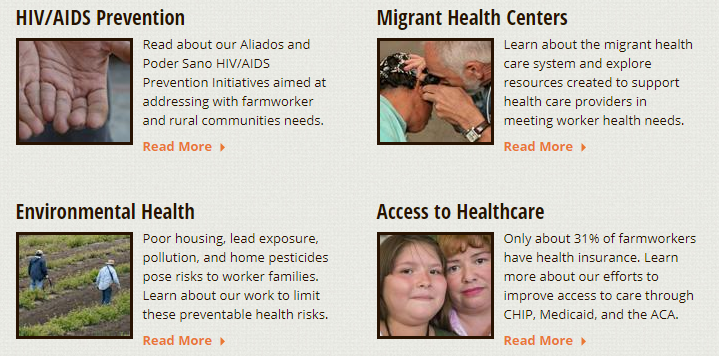 HIV/AIDS Prevention
Read about our Aliados and
Poder Sano HIV/AIDS
Prevention Initiatives aimed at
addressing with farmworker
and rural communities needs.
Read More
Migrant Health Centers
Learn about the migrant health
care system and explore
resources created to support
health care providers in
meeting worker health needs.
Read More
Environmental Health
Poor housing, lead exposure,
pollution, and home pesticides
pose risks to worker families.
Learn about our work to limit
these preventable health risks.
Read More
Access to Healthcare
Only about 31% of farmworkers
have health insurance. Learn
more about our efforts to
improve access to care through
CHIP, Medicaid, and the ACA.
Read More